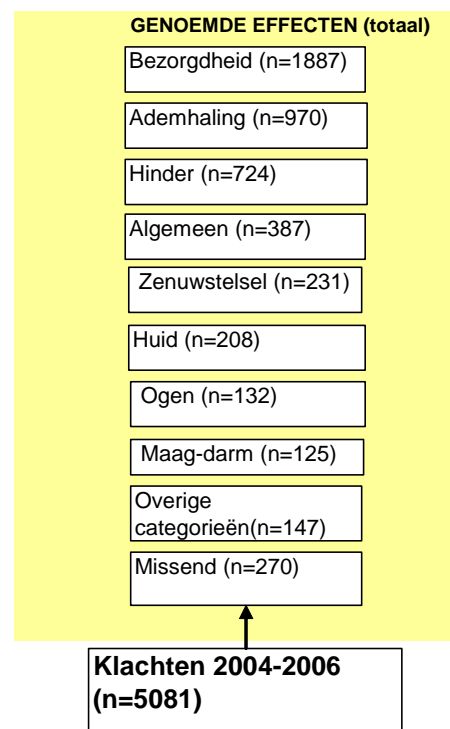 GENOEMDE EFFECTEN (totaal)
Bezorgdheid (n=1887)
Ademhaling (n=970)
Hinder (n=724)
Algemeen (n=387)
Zenuwstelsel (n=231)
Huid (n=208)
Ogen (n=132)
Maag-darm (n=125)
Overige
categorieën(n=147)
Missend (n=270)
Klachten 2004-2006
(n=5081)